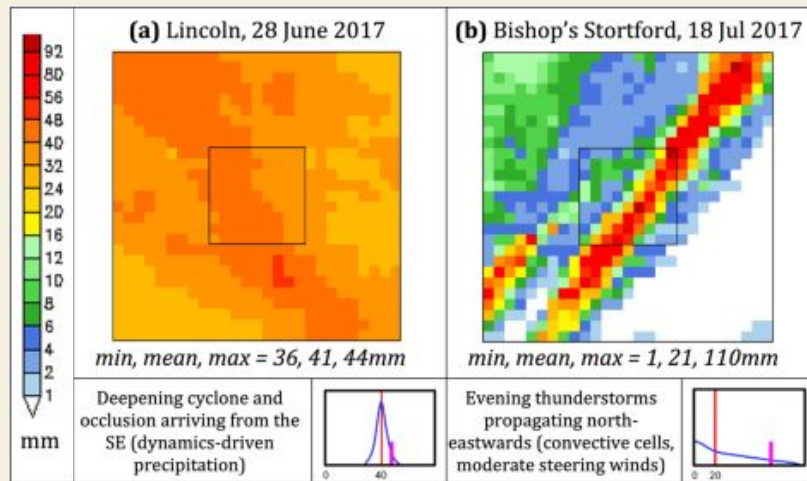 (a) Lincoln, 28 June 2017
(b) Bishop's Stortford, 18 Jul 2017
92
80
56
48
40
32
24
20
16
12
10
8
6
4
2
1
mm
min, mean, max = 36, 41, 44mm
min, mean, max = 1, 21, 110mm
Deepening cyclone and
occlusion arriving from the
SE (dynamics-driven
precipitation)
0
40
Evening thunderstorms
propagating north-
eastwards (convective cells,
moderate steering winds)
0
20